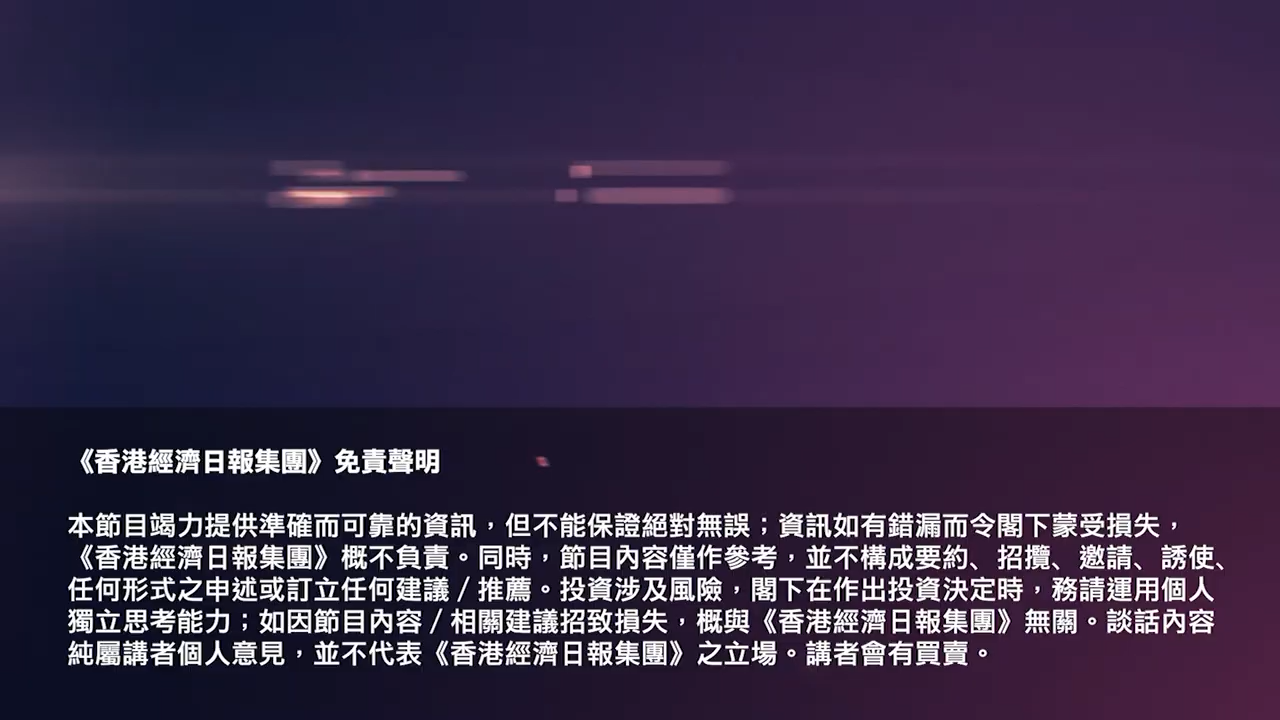 《香港經濟日報集團》免責聲明
本節目竭力提供準確而可靠的資訊，但不能保證絕對無誤；資訊如有錯漏而令閣下蒙受損失，
《香港經濟日報集團》概不負責。同時，節目內容僅作參考，並不構成要約、招攬、邀請、誘使、
任何形式之申述或訂立任何建議／推薦。投資涉及風險，閣下在作出投資決定時，務請運用個人
獨立思考能力；如因節目內容／相關建議招致損失，概與《香港經濟日報集團》無關。談話內容
純屬講者個人意見，並不代表《香港經濟日報集團》之立場。講者會有買賣。